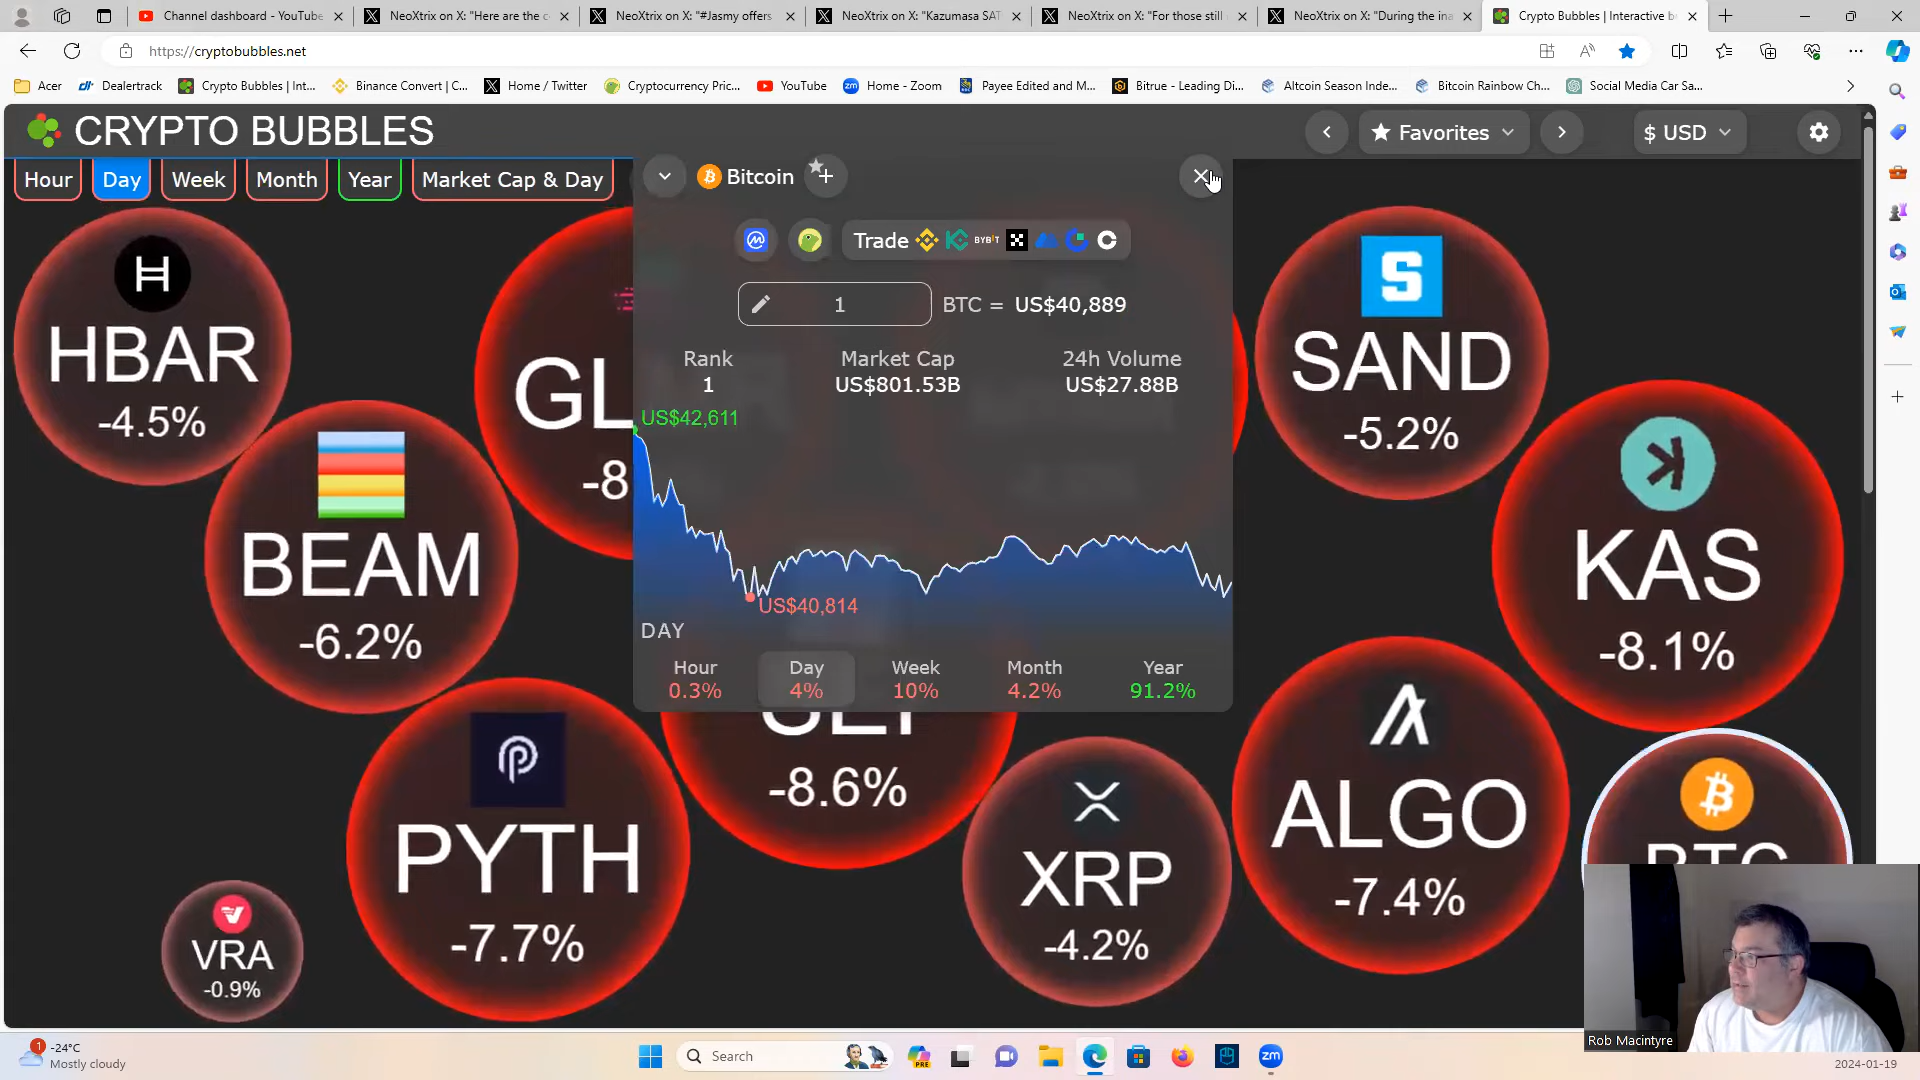 Channel dashboard - YouTube
NeoXtrix on X: "Here are the c
NeoXtrix on X: "#Jasmy offers
NeoXtrix on X: "Kazumasa SAT
NeoXtrix on X: "For those still
NeoXtrix on X: "During the ina
Crypto Bubbles | Interactive b
https://cryptobubbles.net
Acer
Dealertrack
Crypto Bubbles | Int...
Binance Convert | C...
Home / Twitter
Cryptocurrency Pric...
YouTube
Home - Zoom
Payee Edited and M...
Bitrue - Leading Di...
Altcoin Season Inde...
Bitcoin Rainbow Ch...
Social Media Car Sa...
CRYPTO BUBBLES
Favorites
$ USD
Hour
Day
Week
Month
Year
Market Cap & Day
Bitcoin
Trade
BYBIT
1
BTC = US$40,889
Rank
1
Market Cap
US$801.53B
24h Volume
US$27.88B
US$42,611
US$40,814
DAY
Hour
0.3%
Day
4%
Week
10%
Month
4.2%
Year
91.2%
HBAR
-4.5%
GL
-8
SAND
-5.2%
BEAM
-6.2%
KAS
-8.1%
-8.6%
PYTH
-7.7%
XRP
-4.2%
ALGO
-7.4%
BTC
VRA
-0.9%
Rob Macintyre
1
-24°C
Mostly cloudy
Search
PRE
zm
2024-01-19